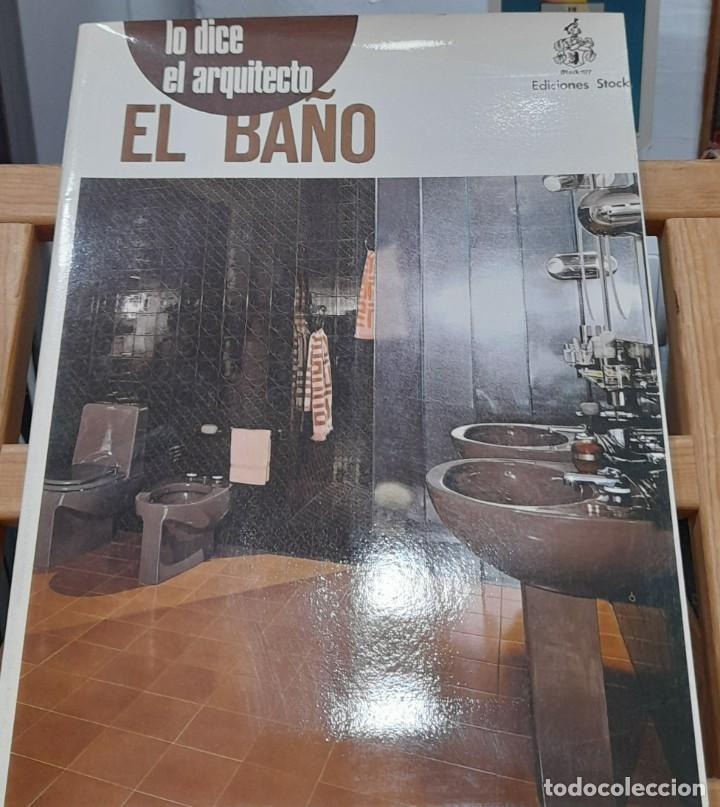 lo dice
el arquitecto
EL BAÑO
Ediciones Stock
todocoleccion